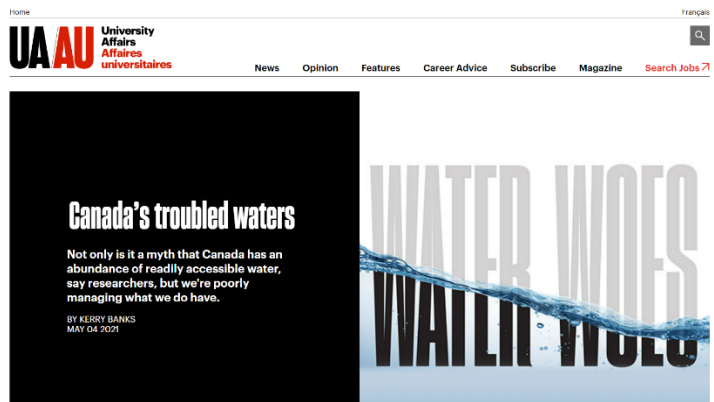 Home
Français
UA/AU
University
Affairs
Affaires
universitaires
News Opinion Features Career Advice Subscribe Magazine Search Jobs
Canada's troubled waters
Not only is it a myth that Canada has an
abundance of readily accessible water,
say researchers, but we're poorly
managing what we do have.
BY KERRY BANKS
MAY 04 2021
WATER WOES